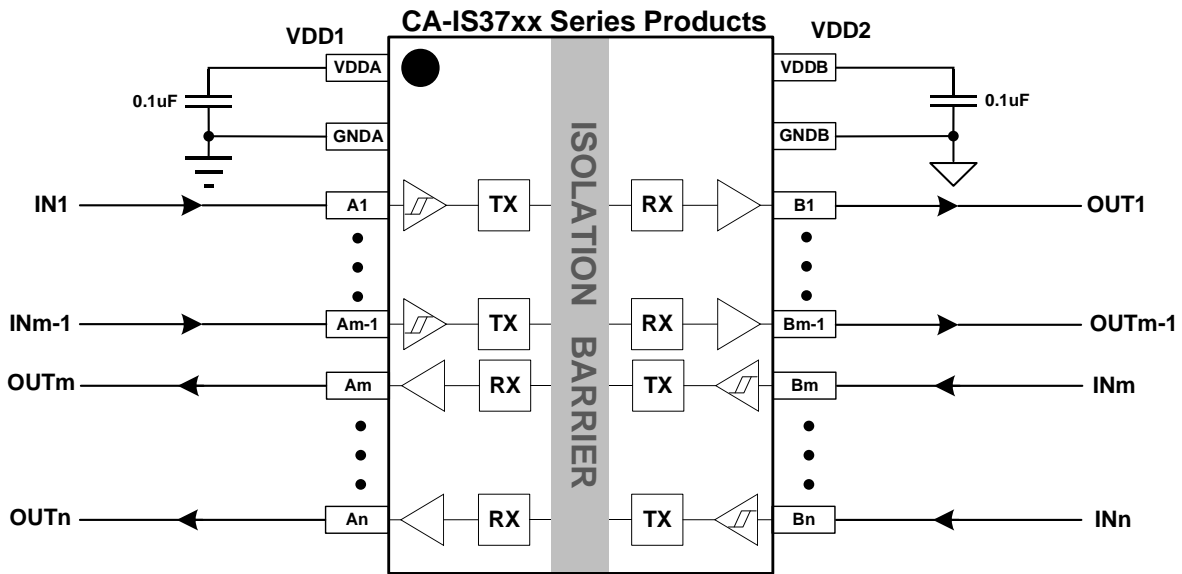 CA-IS37xx Series Products
VDD1
VDD2
VDDA
VDDB
0.1uF
0.1uF
GNDA
GNDB
ISOLATION BARRIER
IN1
A1
TX
RX
B1
OUT1
INm-1
Am-1
TX
RX
Bm-1
OUTm-1
OUTm
Am
RX
TX
Bm
INm
OUTn
An
RX
TX
Bn
INn